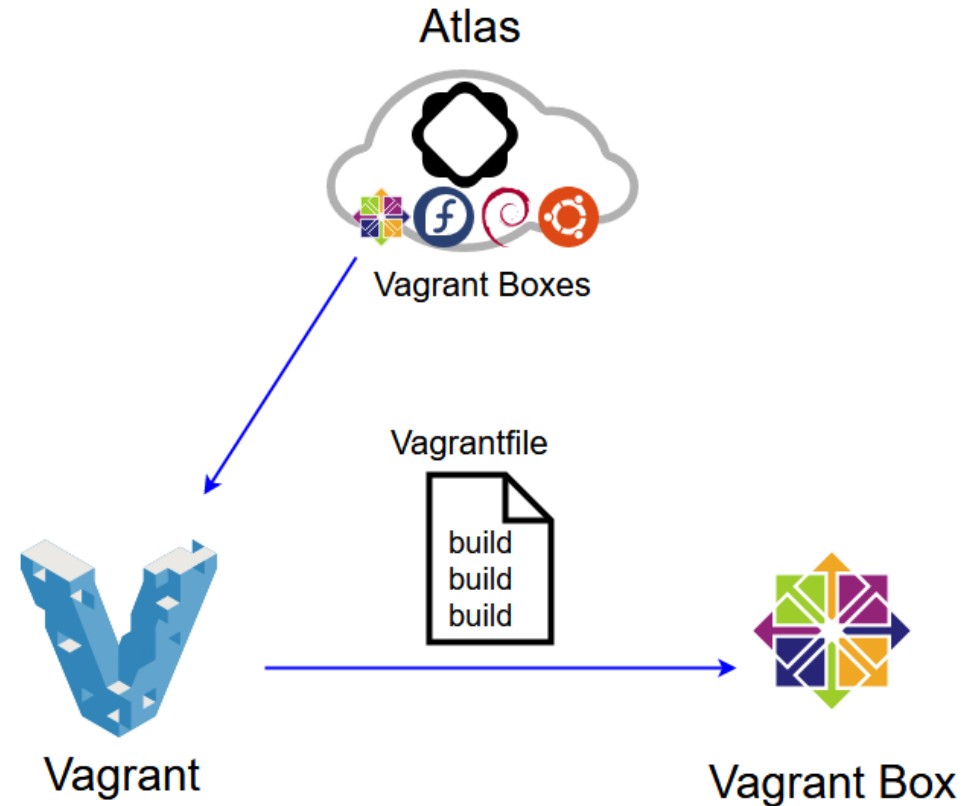 Atlas
Vagrant Boxes
Vagrantfile
build
build
build
Vagrant
Vagrant Box